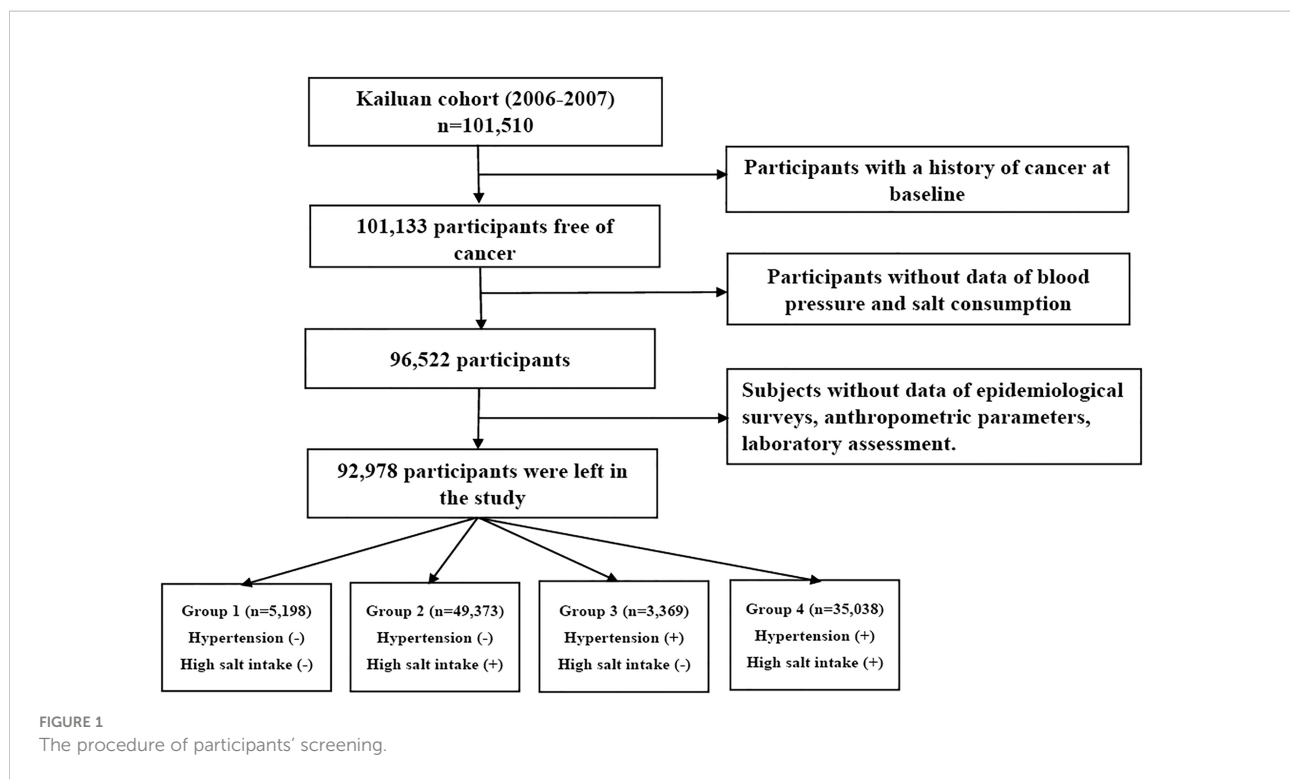 Kailuan cohort (2006-2007)
n=101,510
Participants with a history of cancer at
baseline
101,133 participants free of
cancer
Participants without data of blood
pressure and salt consumption
96,522 participants
Subjects without data of epidemiological
surveys, anthropometric parameters,
laboratory assessment.
92,978 participants were left in
the study
Group 1 (n=5,198)
Hypertension (-)
High salt intake (-)
Group 2 (n=49,373)
Hypertension (-)
High salt intake (+)
Group 3 (n=3,369)
Hypertension (+)
High salt intake (-)
Group 4 (n=35,038)
Hypertension (+)
High salt intake (+)
FIGURE 1
The procedure of participants' screening.